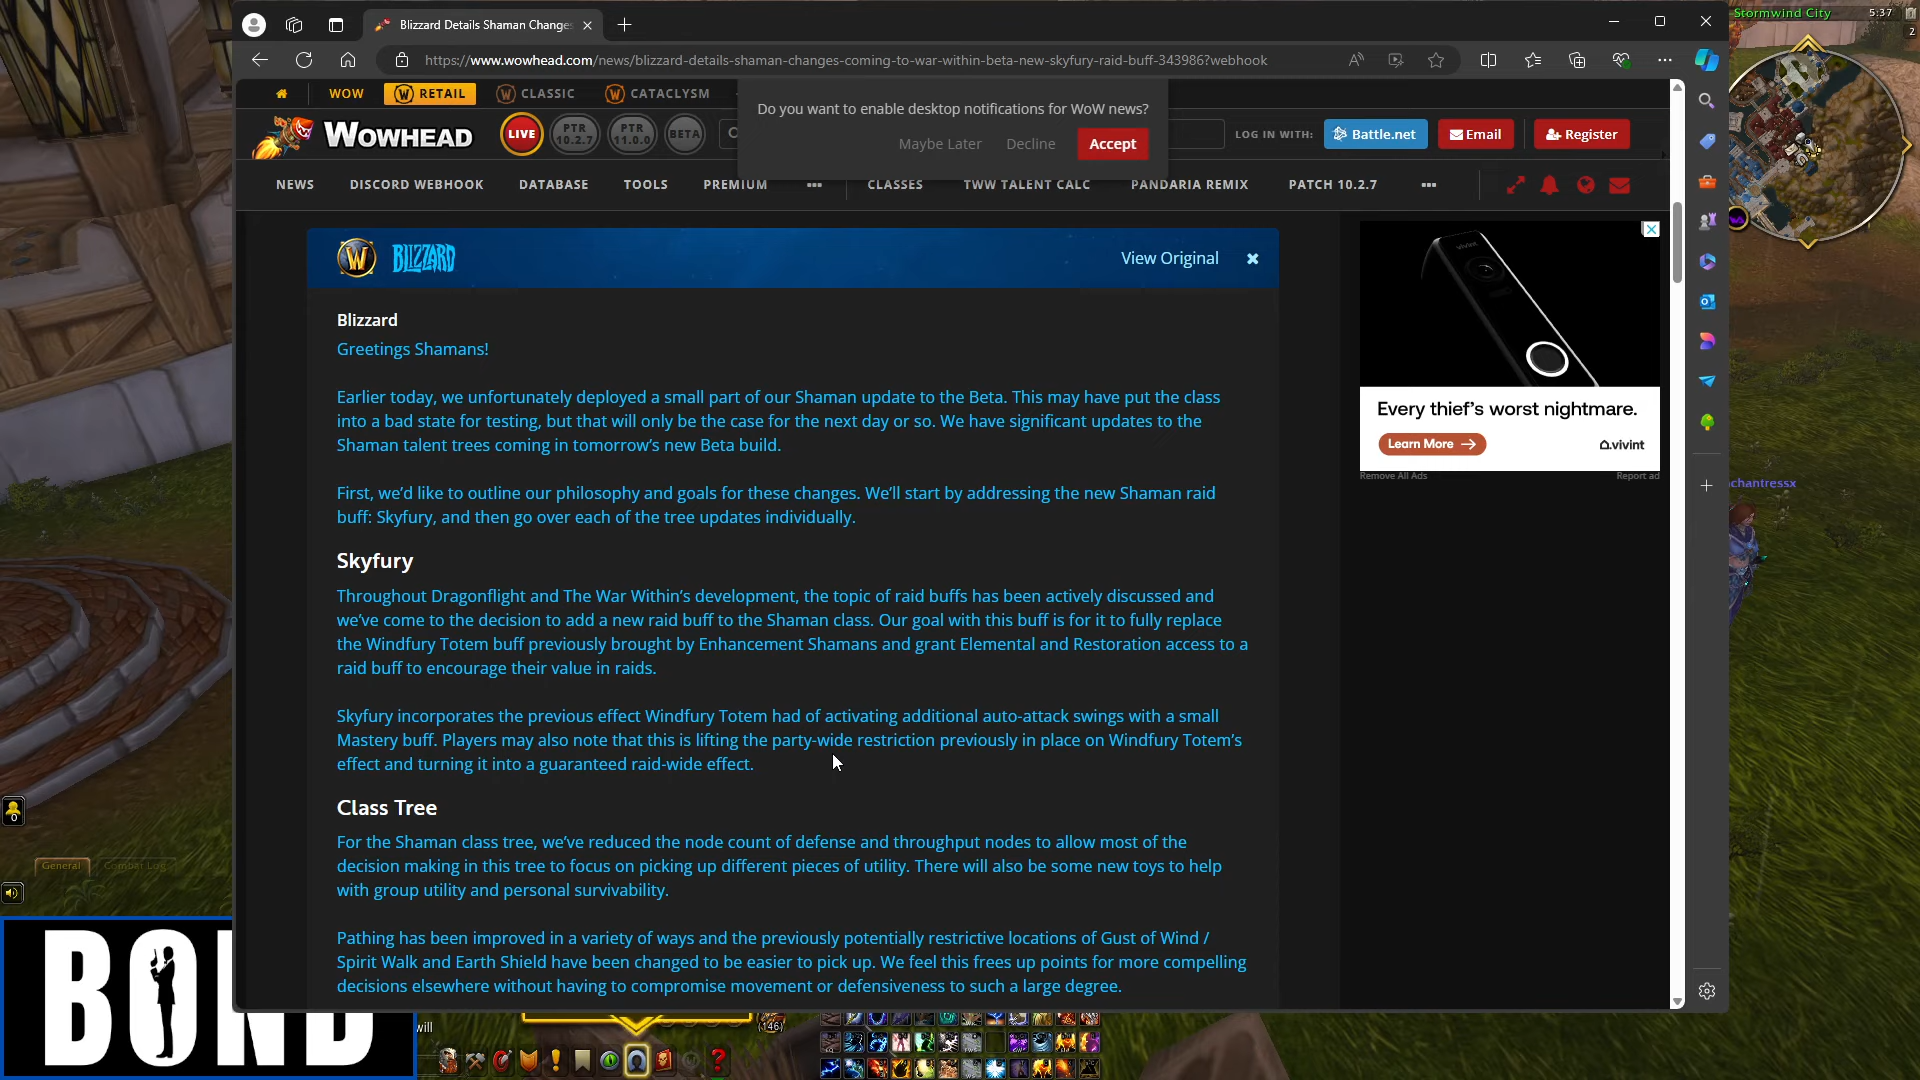 Blizzard Details Shaman Changes
Stormwind City
5:37
2
https://www.wowhead.com/news/blizzard-details-shaman-changes-coming-to-war-within-beta-new-skyfury-raid-buff-343986?webhook
WOW
RETAIL
CLASSIC
CATACLYSM
Do you want to enable desktop notifications for WoW news?
Maybe Later
Decline
Accept
WOWHEAD
LIVE
PTR 10.2.7
PTR 11.0.0
BETA
LOG IN WITH:
Battle.net
Email
Register
NEWS
DISCORD WEBHOOK
DATABASE
TOOLS
PREMIUM
CLASSES
TWW TALENT CALC
PANDARIA REMIX
PATCH 10.2.7
BLIZZARD
View Original
Blizzard
Greetings Shamans!
Earlier today, we unfortunately deployed a small part of our Shaman update to the Beta. This may have put the class
into a bad state for testing, but that will only be the case for the next day or so. We have significant updates to the
Shaman talent trees coming in tomorrow's new Beta build.
First, we'd like to outline our philosophy and goals for these changes. We'll start by addressing the new Shaman raid
buff: Skyfury, and then go over each of the tree updates individually.
Skyfury
Throughout Dragonflight and The War Within's development, the topic of raid buffs has been actively discussed and
we've come to the decision to add a new raid buff to the Shaman class. Our goal with this buff is for it to fully replace
the Windfury Totem buff previously brought by Enhancement Shamans and grant Elemental and Restoration access to a
raid buff to encourage their value in raids.
Skyfury incorporates the previous effect Windfury Totem had of activating additional auto-attack swings with a small
Mastery buff. Players may also note that this is lifting the party-wide restriction previously in place on Windfury Totem's
effect and turning it into a guaranteed raid-wide effect.
Class Tree
For the Shaman class tree, we've reduced the node count of defense and throughput nodes to allow most of the
decision making in this tree to focus on picking up different pieces of utility. There will also be some new toys to help
with group utility and personal survivability.
Pathing has been improved in a variety of ways and the previously potentially restrictive locations of Gust of Wind /
Spirit Walk and Earth Shield have been changed to be easier to pick up. We feel this frees up points for more compelling
decisions elsewhere without having to compromise movement or defensiveness to such a large degree.
vivint
Every thief's worst nightmare.
Learn More
vivint
Remove All Ads
Report ad
chantressx
0
General
Combat Log
BOND
will
(146)